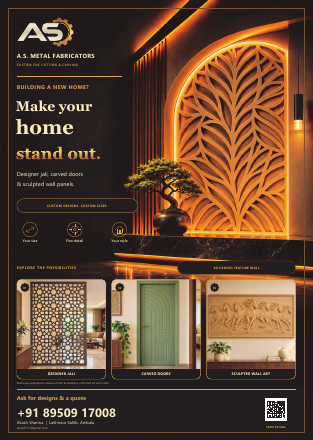 AS
A.S. METAL FABRICATORS
CUSTOM CNC CUTTING & CARVING
BUILDING A NEW HOME?
Make your
home
stand out.
Designer jali, carved doors
& sculpted wall panels.
CUSTOM DESIGNS. CUSTOM SIZES.
Your size
Fine detail
Your style
EXPLORE THE POSSIBILITIES
3D CARVED FEATURE WALL
DESIGNER JALI
CARVED DOORS
SCULPTED WALL ART
Ask for designs & a quote
+91 89509 17008
Akash Sharma | Lakhnaur Sahib, Ambala